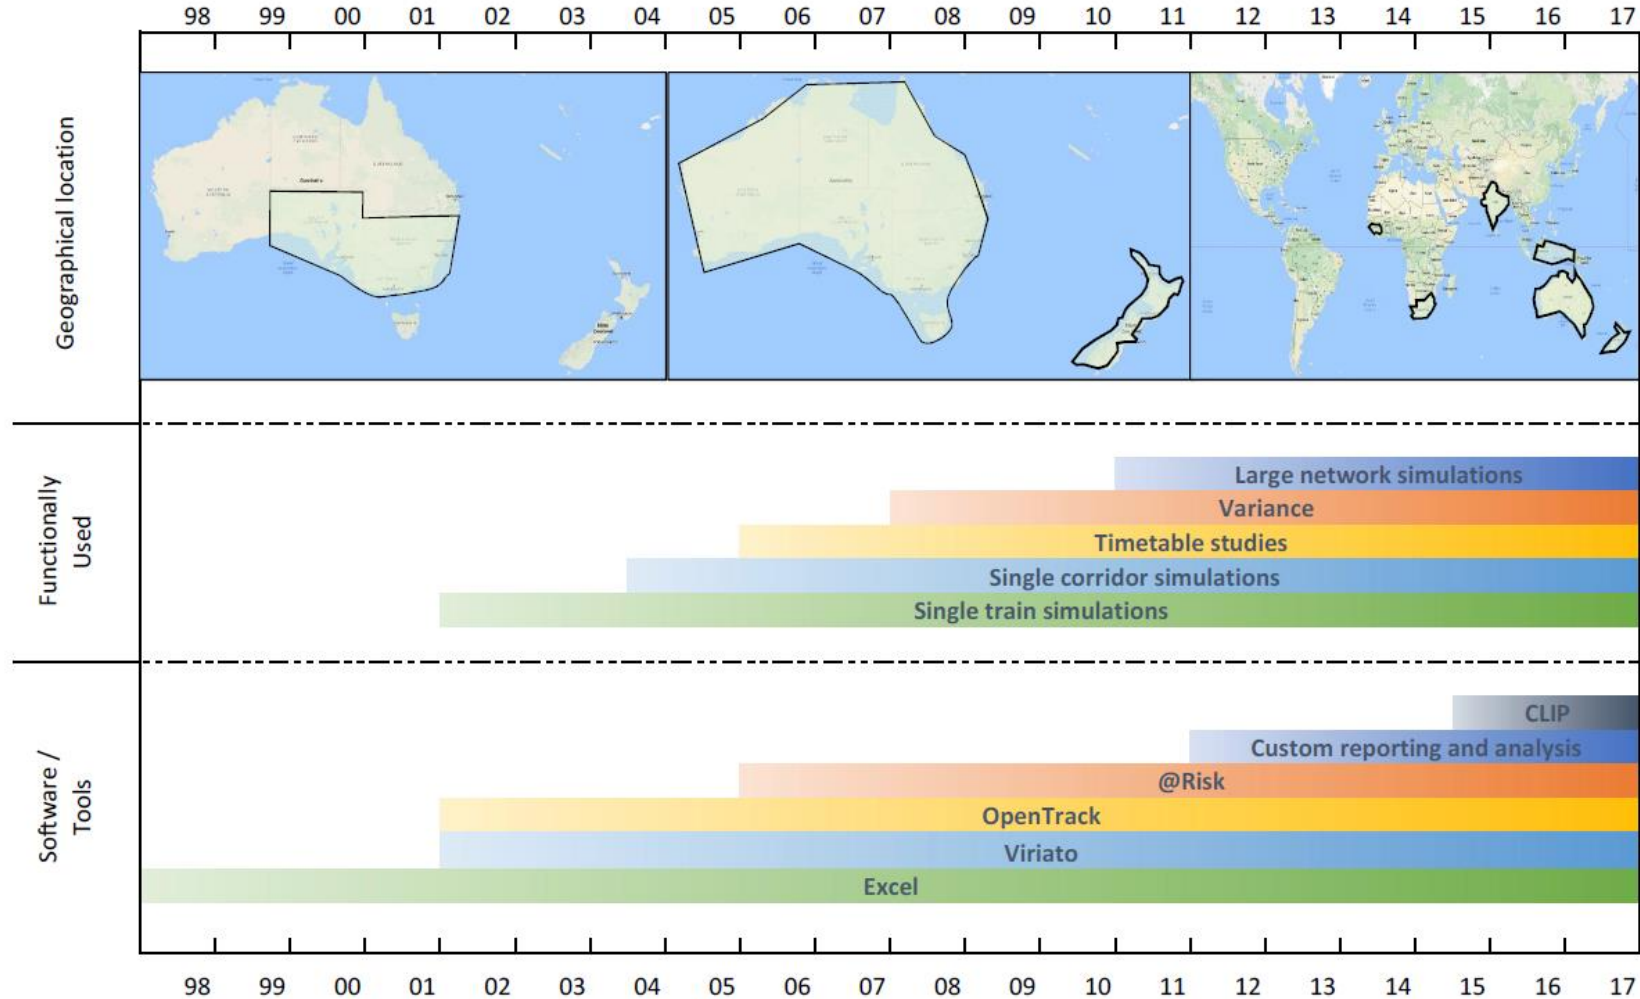 98 99 00 01 02 03 04 05 06 07 08 09 10 11 12 13 14 15 16 17
Geographical location
Functionally
Used
Large network simulations
Variance
Timetable studies
Single corridor simulations
Single train simulations
Software /
Tools
CLIP
Custom reporting and analysis
@Risk
OpenTrack
Viriato
Excel
98 99 00 01 02 03 04 05 06 07 08 09 10 11 12 13 14 15 16 17